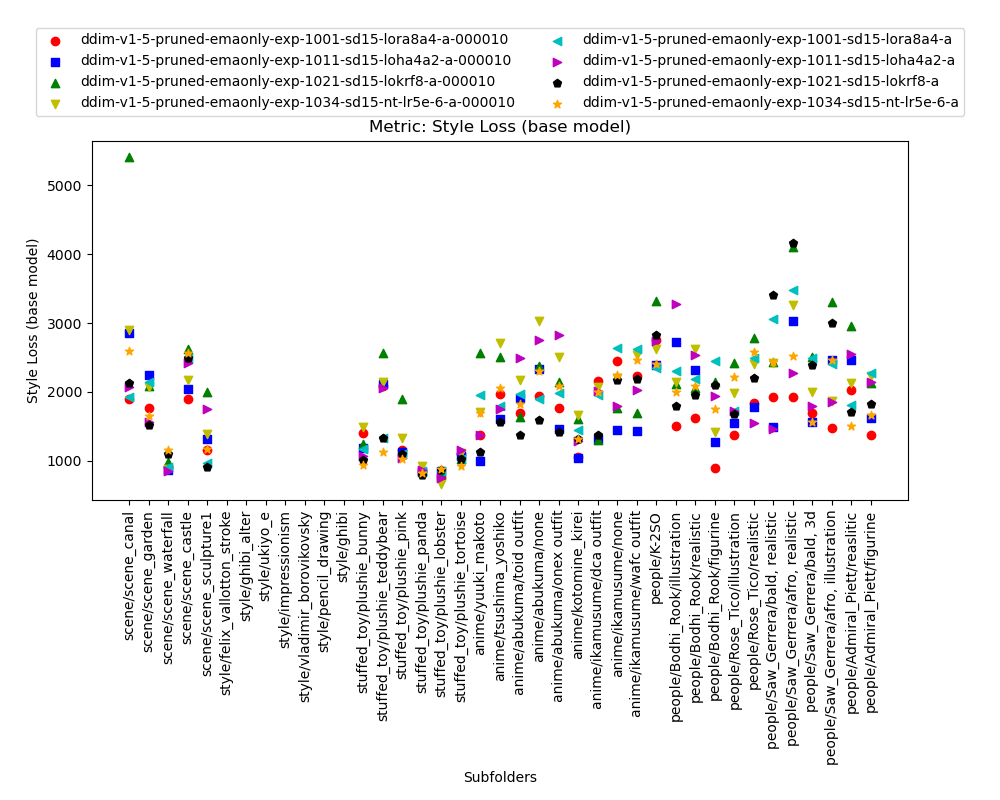 ddim-v1-5-pruned-emaonly-exp-1001-sd15-lora8a4-a-000010
ddim-v1-5-pruned-emaonly-exp-1011-sd15-loha4a2-a-000010
ddim-v1-5-pruned-emaonly-exp-1021-sd15-lokrf8-a-000010
ddim-v1-5-pruned-emaonly-exp-1034-sd15-nt-lr5e-6-a-000010
ddim-v1-5-pruned-emaonly-exp-1001-sd15-lora8a4-a
ddim-v1-5-pruned-emaonly-exp-1011-sd15-loha4a2-a
ddim-v1-5-pruned-emaonly-exp-1021-sd15-lokrf8-a
ddim-v1-5-pruned-emaonly-exp-1034-sd15-nt-lr5e-6-a
Metric: Style Loss (base model)
Style Loss (base model)
5000
4000
3000
2000
1000
scene/scene_canal
scene/scene_garden
scene/scene_waterfall
scene/scene_castle
scene/scene_sculpture1
style/felix_vallotton_stroke
style/ghibi_alter
style/ukiyo_e
style/impressionism
style/vladimir_borovikovsky
style/pencil_drawing
style/ghibi
stuffed_toy/plushie_bunny
stuffed_toy/plushie_teddybear
stuffed_toy/plushie_pink
stuffed_toy/plushie_panda
stuffed_toy/plushie_lobster
stuffed_toy/plushie_tortoise
anime/yuuki_makoto
anime/tsushima_yoshiko
anime/abukuma/toid outfit
anime/abukuma/none
anime/abukuma/onex outfit
anime/kotomine_kirei
anime/ikamusume/dca outfit
anime/ikamusume/none
anime/ikamusume/wafc outfit
people/K-2SO
people/Bodhi_Rook/illustration
people/Bodhi_Rook/realistic
people/Bodhi_Rook/figurine
people/Rose_Tico/illustration
people/Rose_Tico/realistic
people/Saw_Gerrera/bald, realistic
people/Saw_Gerrera/afro, realistic
people/Saw_Gerrera/bald, 3d
people/Saw_Gerrera/afro, illustration
people/Admiral_Piett/reaslitic
people/Admiral_Piett/figurine
Subfolders